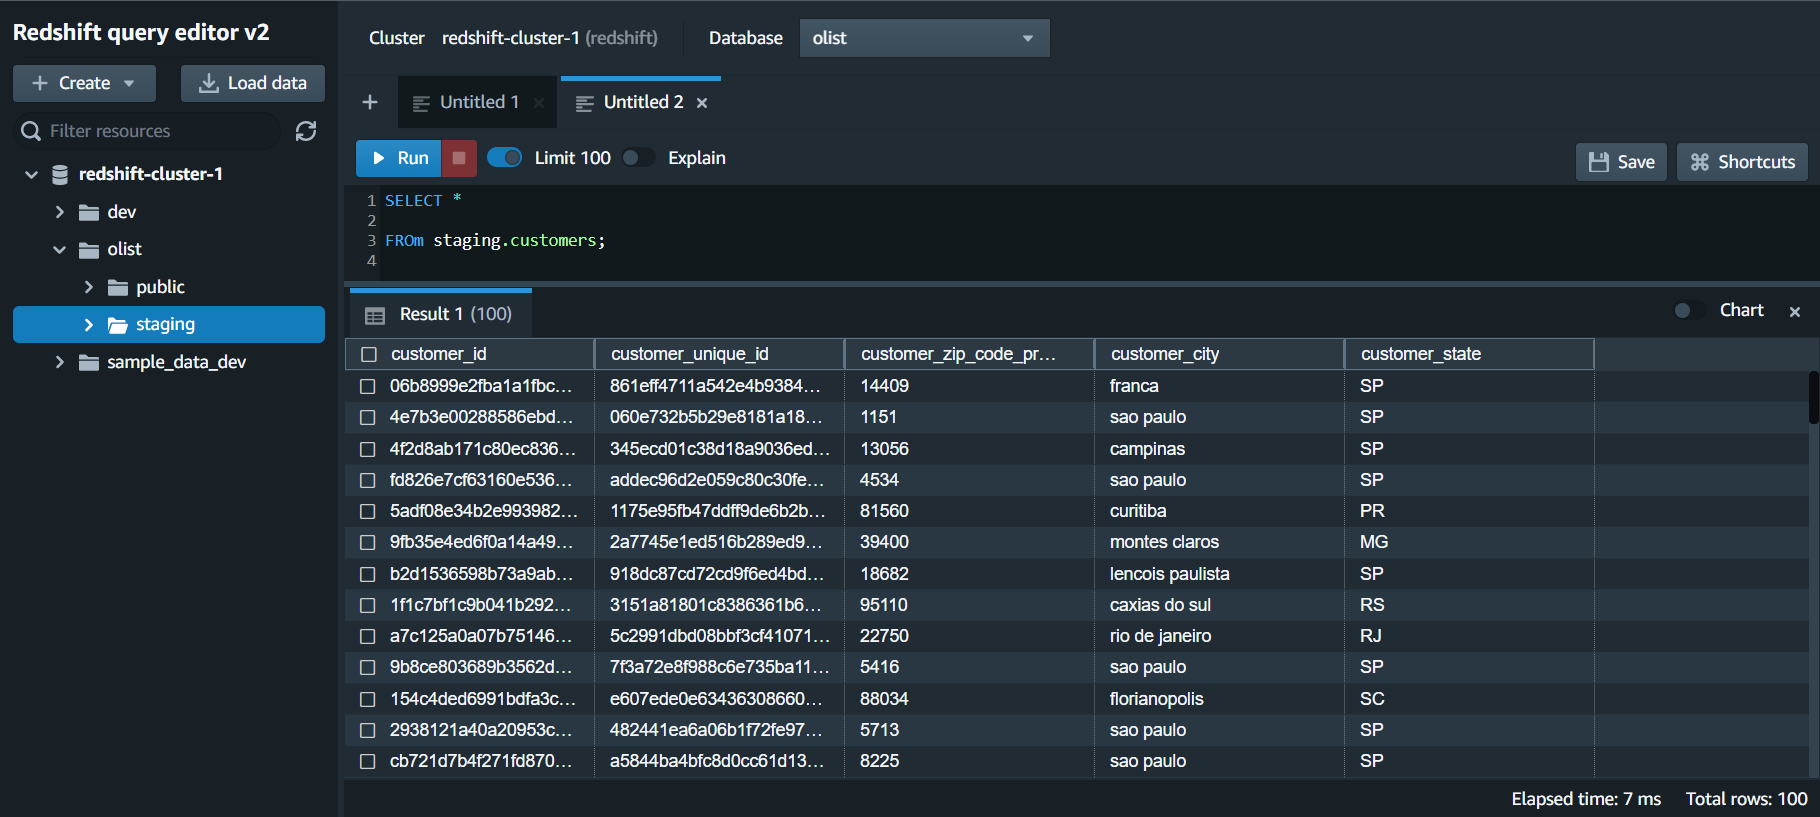 Redshift query editor v2
Create
Load data
Filter resources
redshift-cluster-1
dev
olist
public
staging
sample_data_dev
Cluster redshift-cluster-1 (redshift) Database olist
Untitled 1 Untitled 2
Run Limit 100 Explain Save Shortcuts
1 SELECT *
2
3 FROm staging.customers;
4
Result 1 (100) Chart
customer_id customer_unique_id customer_zip_code_pr... customer_city customer_state
06b8999e2fba1a1fbc... 861eff4711a542e4b9384... 14409 franca SP
4e7b3e00288586ebd... 060e732b5b29e8181a18... 1151 sao paulo SP
4f2d8ab171c80ec836... 345ecd01c38d18a9036ed... 13056 campinas SP
fd826e7cf63160e536... addec96d2e059c80c30fe... 4534 sao paulo SP
5adf08e34b2e993982... 1175e95fb47ddff9de6b2b... 81560 curitiba PR
9fb35e4ed6f0a14a49... 2a7745e1ed516b289ed9... 39400 montes claros MG
b2d1536598b73a9ab... 918dc87cd72cd9f6ed4bd... 18682 lencois paulista SP
1f1c7bf1c9b041b292... 3151a81801c8386361b6... 95110 caxias do sul RS
a7c125a0a07b75146... 5c2991dbd08bbf3cf41071... 22750 rio de janeiro RJ
9b8ce803689b3562d... 7f3a72e8f988c6e735ba11... 5416 sao paulo SP
154c4ded6991bdfa3c... e607ede0e63436308660... 88034 florianopolis SC
2938121a40a20953c... 482441ea6a06b1f72fe97... 5713 sao paulo SP
cb721d7b4f271fd870... a5844ba4bfc8d0cc61d13... 8225 sao paulo SP
Elapsed time: 7 ms Total rows: 100